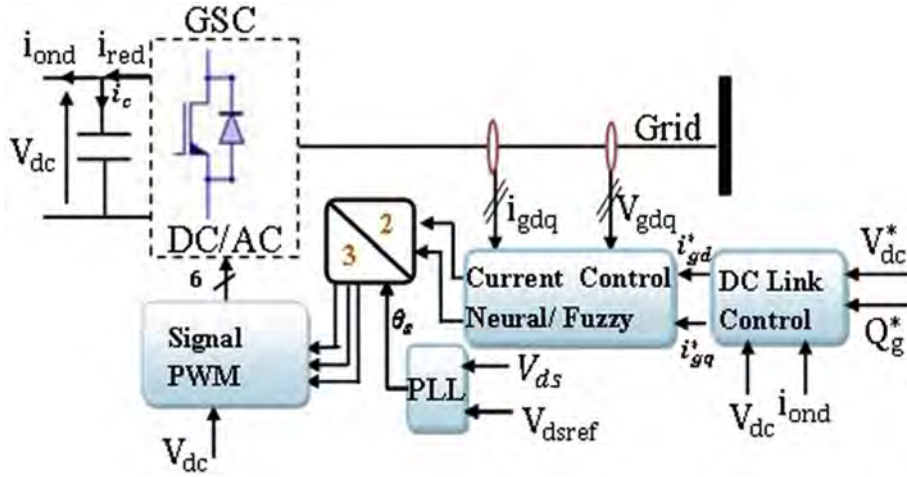 GSC
i_ond
i_red
i_c
V_dc
Grid
DC/AC
i_gdq
V_gdq
2
3
6
Current Control
Neural/ Fuzzy
i*_gd
i*_gq
DC Link
Control
V*_dc
Q*_g
Signal
PWM
θ_s
PLL
V_ds
V_dsref
V_dc
i_ond
V_dc